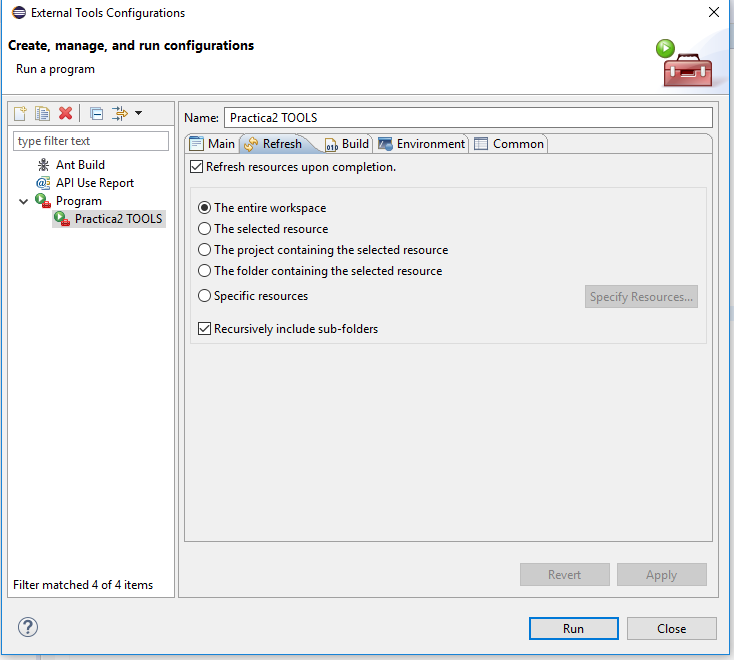 External Tools Configurations
Create, manage, and run configurations
Run a program
Name: Practica2 TOOLS
type filter text
Main Refresh Build Environment Common
Ant Build
API Use Report
Program
Practica2 TOOLS
Refresh resources upon completion.
The entire workspace
The selected resource
The project containing the selected resource
The folder containing the selected resource
Specific resources
Specify Resources...
Recursively include sub-folders
Filter matched 4 of 4 items
Revert Apply
? Run Close